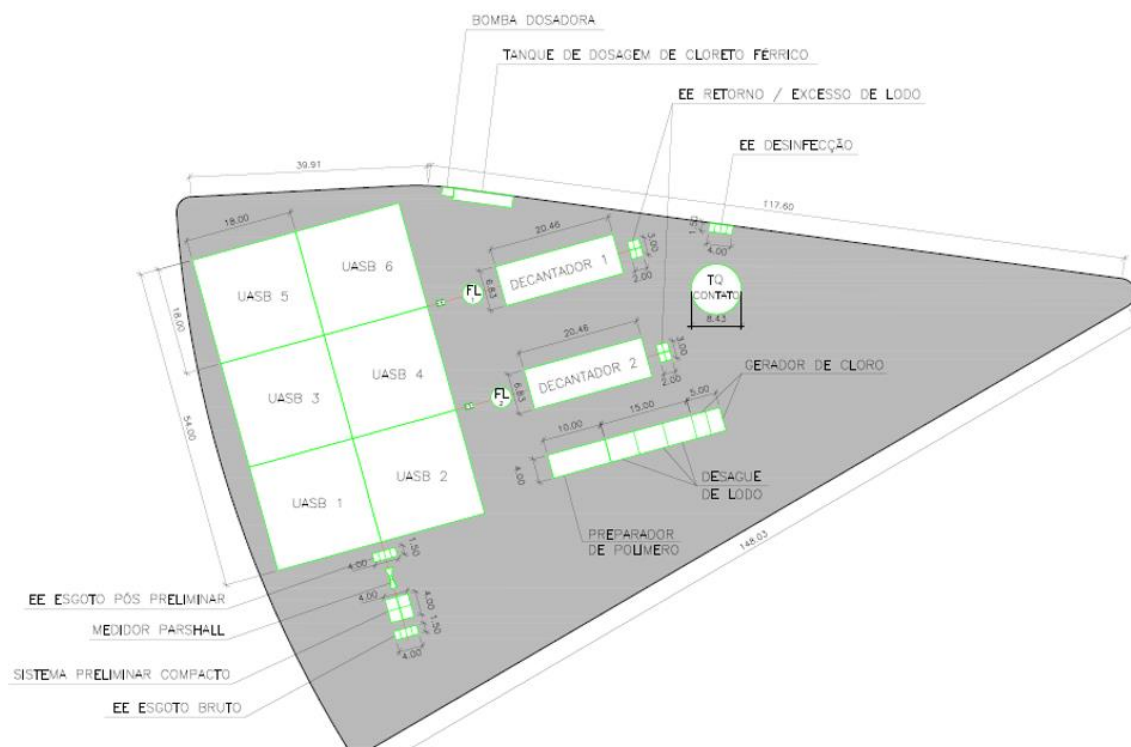 BOMBA DOSADORA
TANQUE DE DOSAGEM DE CLORETO FÉRRICO
EE RETORNO / EXCESSO DE LODO
EE DESINFECÇÃO
39.91
117.60
18.00
20.46
3.00
1.50
4.00
UASB 5
UASB 6
DECANTADOR 1
2.00
TQ
CONTATO
8.43
FL
1
6.83
18.00
20.46
3.00
UASB 3
UASB 4
DECANTADOR 2
2.00
GERADOR DE CLORO
FL
2
6.83
54.00
10.00
15.00
5.00
4.00
UASB 1
UASB 2
DESAGUE
DE LODO
PREPARADOR
DE POLÍMERO
148.03
1.50
4.00
EE ESGOTO PÓS PRELIMINAR
4.00
4.00
1.50
MEDIDOR PARSHALL
4.00
SISTEMA PRELIMINAR COMPACTO
EE ESGOTO BRUTO